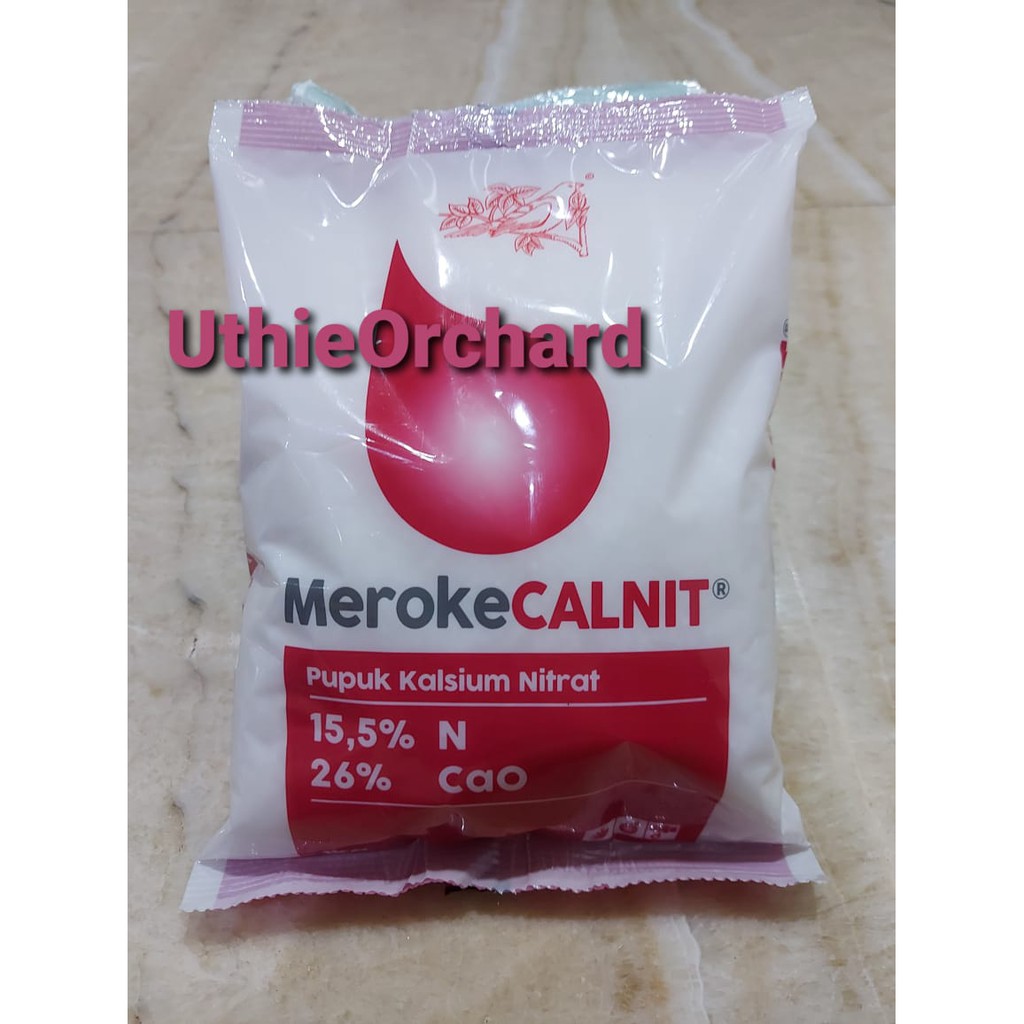 ©
UthieOrchard
MerokeCALNIT®
Pupuk Kalsium Nitrat
15,5% N
26% CaO